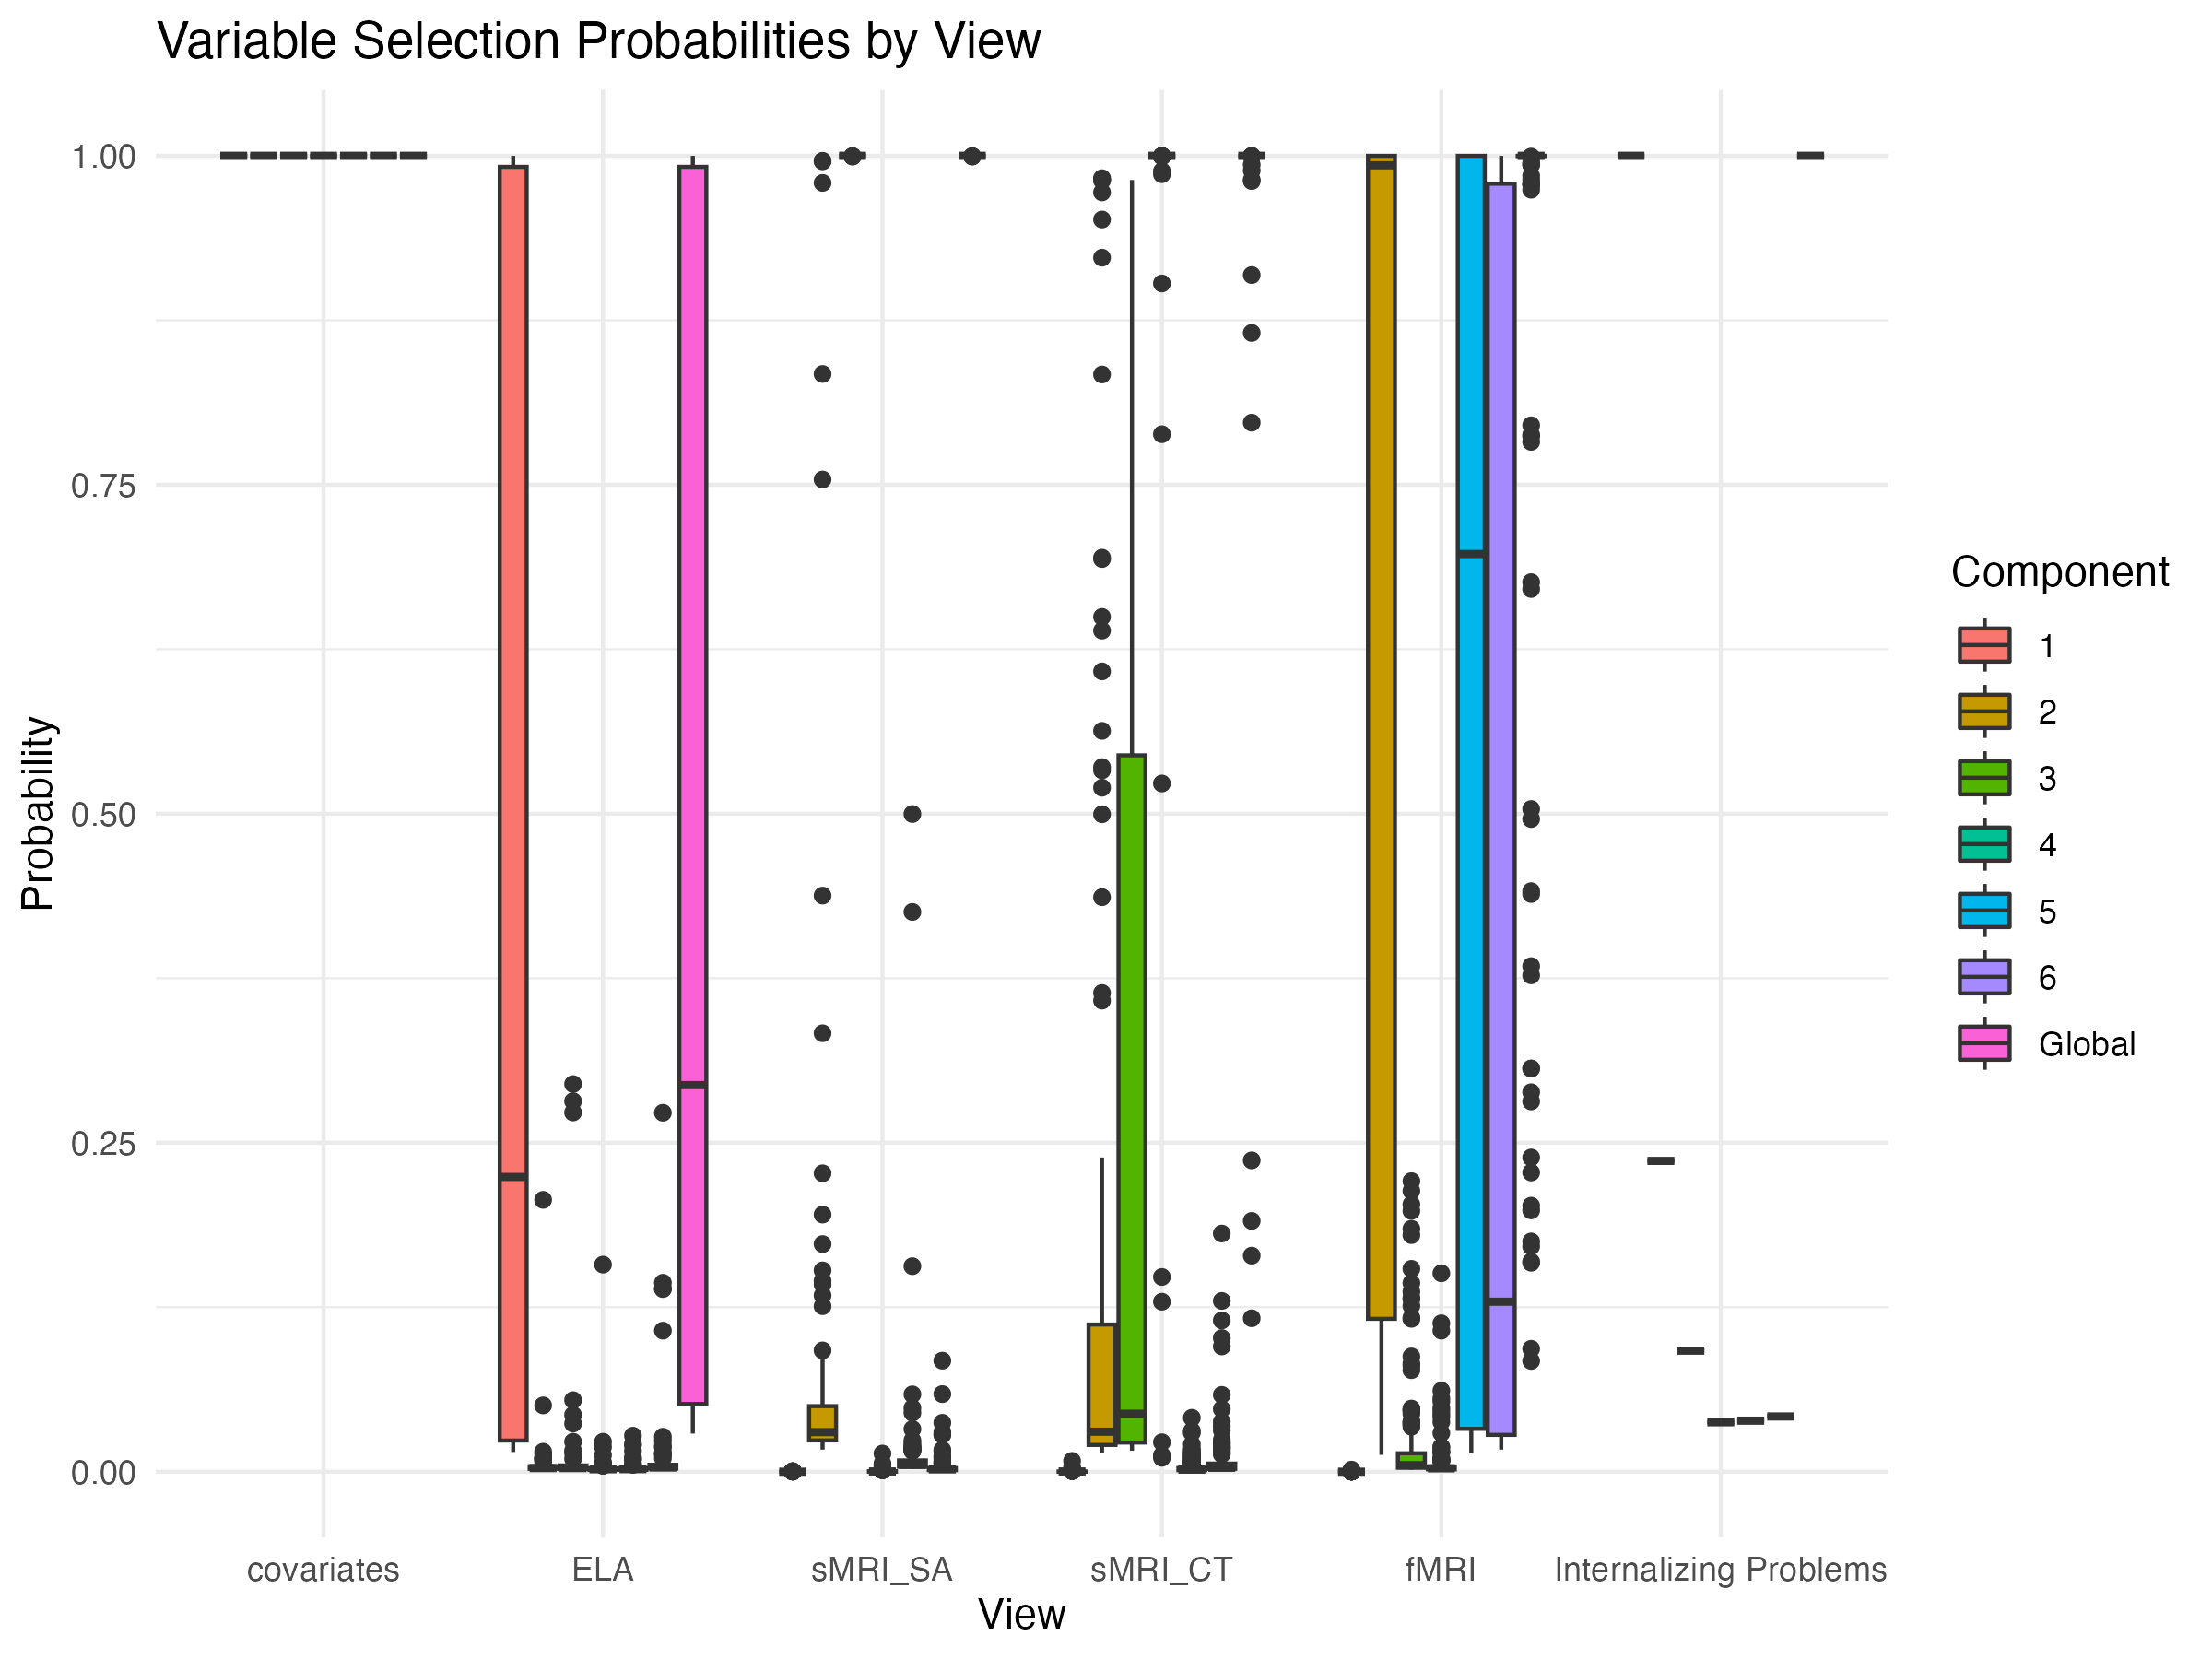 Variable Selection Probabilities by View
1.00
0.75
0.50
0.25
0.00
Probability
covariates ELA sMRI_SA sMRI_CT fMRI Internalizing Problems
View
Component
1
2
3
4
5
6
Global